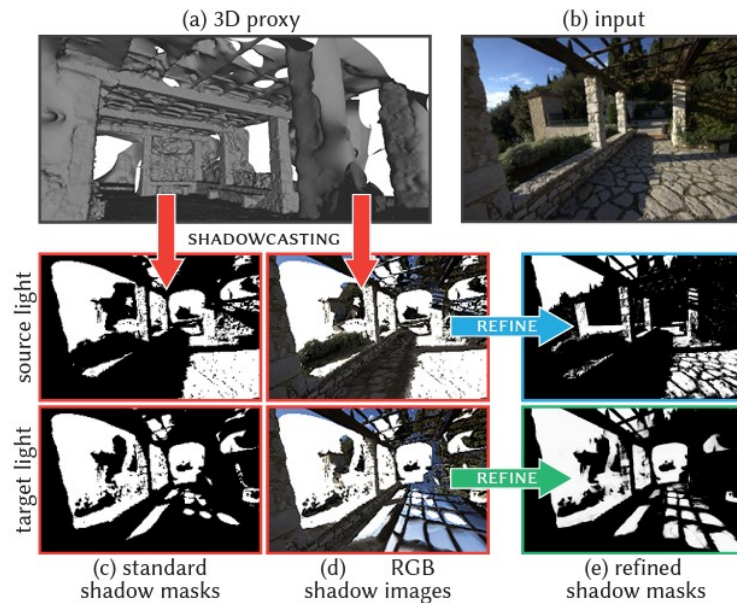 (a) 3D proxy
(b) input
SHADOWCASTING
source light
REFINE
target light
REFINE
(c) standard
shadow masks
(d) RGB
shadow images
(e) refined
shadow masks